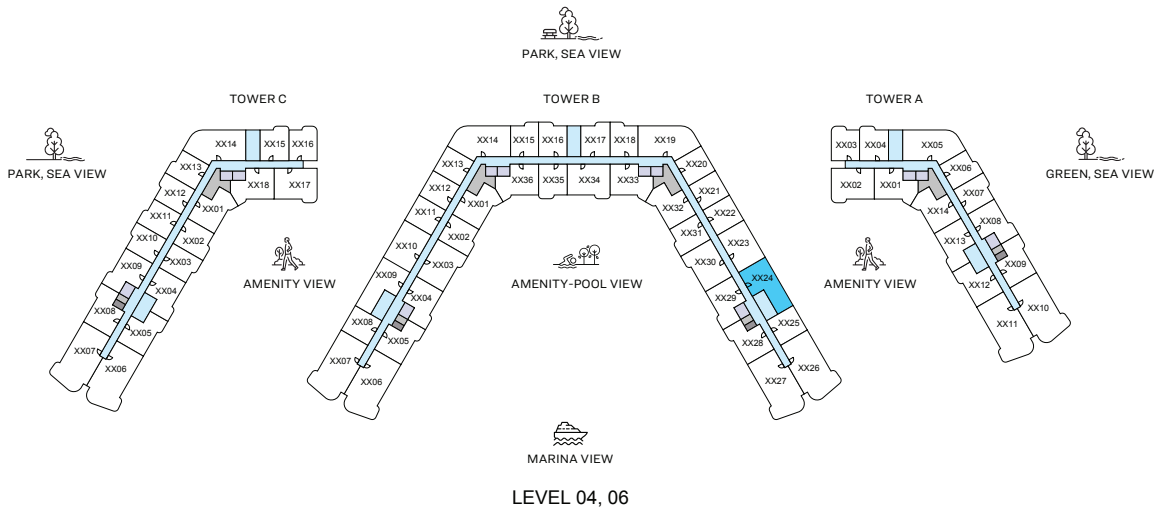 PARK, SEA VIEW
TOWER C
TOWER B
TOWER A
PARK, SEA VIEW
GREEN, SEA VIEW
XX14
XX15
XX16
XX13
XX12
XX11
XX10
XX09
XX08
XX07
XX06
XX05
XX04
XX03
XX02
XX01
XX18
XX17
AMENITY VIEW
XX14
XX15
XX16
XX17
XX18
XX19
XX13
XX12
XX11
XX10
XX09
XX08
XX07
XX06
XX05
XX04
XX03
XX02
XX01
XX36
XX35
XX34
XX33
XX32
XX31
XX30
XX29
XX28
XX27
XX26
XX25
XX24
XX23
XX22
XX21
XX20
AMENITY-POOL VIEW
AMENITY VIEW
XX03
XX04
XX05
XX02
XX01
XX06
XX07
XX08
XX09
XX10
XX11
XX12
XX13
XX14
MARINA VIEW
LEVEL 04, 06